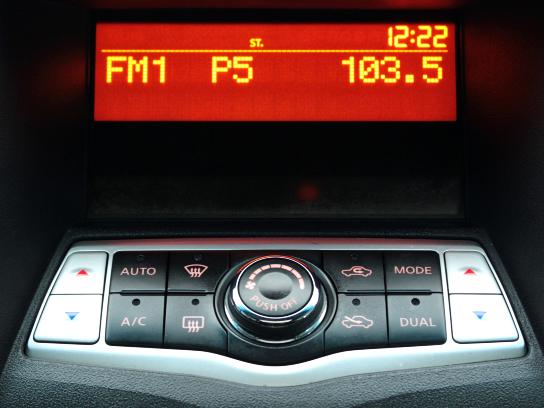 ST. 12:22
FM1 P5 103.5
AUTO MODE
PUSH OFF
A/C DUAL